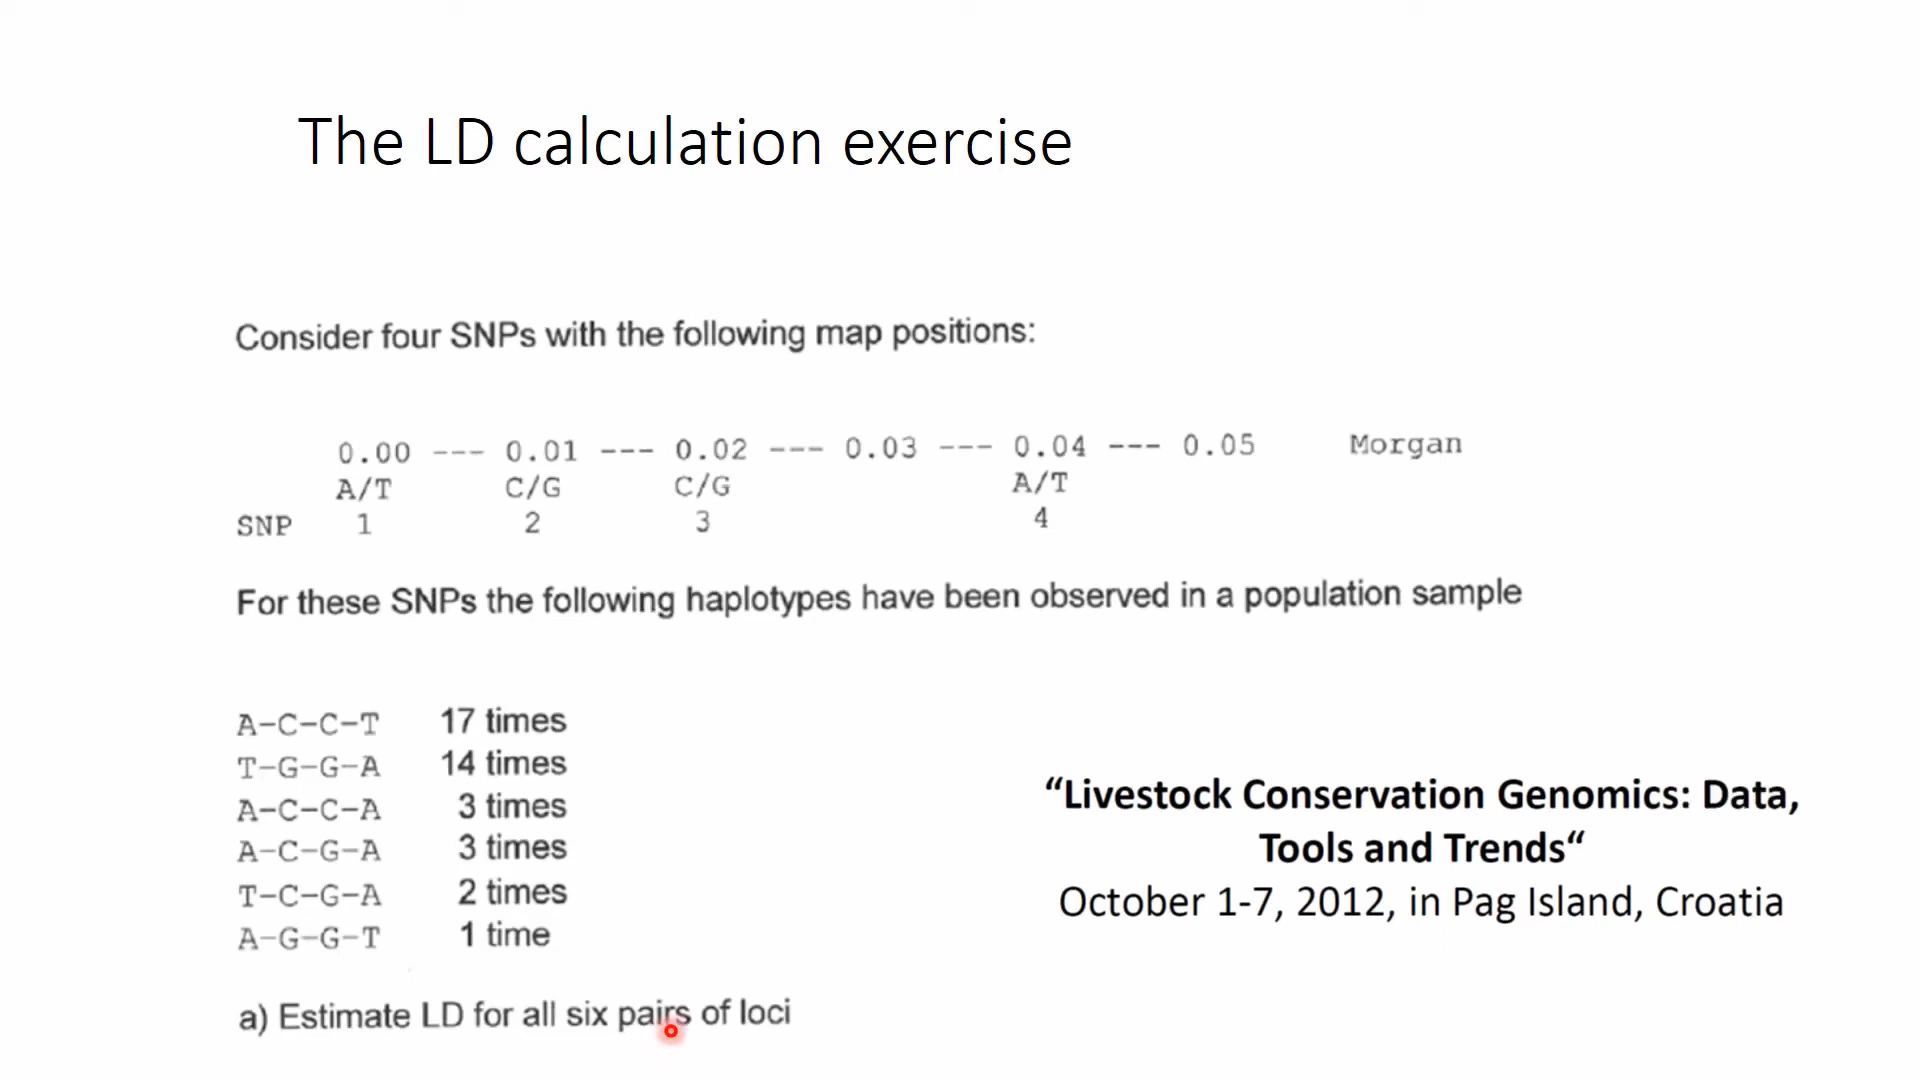 The LD calculation exercise
Consider four SNPs with the following map positions:
0.00 --- 0.01 --- 0.02 --- 0.03 --- 0.04 --- 0.05 Morgan
A/T C/G C/G A/T
SNP 1 2 3 4
For these SNPs the following haplotypes have been observed in a population sample
A-C-C-T 17 times
T-G-G-A 14 times
A-C-C-A 3 times
A-C-G-A 3 times
T-C-G-A 2 times
A-G-G-T 1 time
a) Estimate LD for all six pairs of loci
“Livestock Conservation Genomics: Data,
Tools and Trends“
October 1-7, 2012, in Pag Island, Croatia